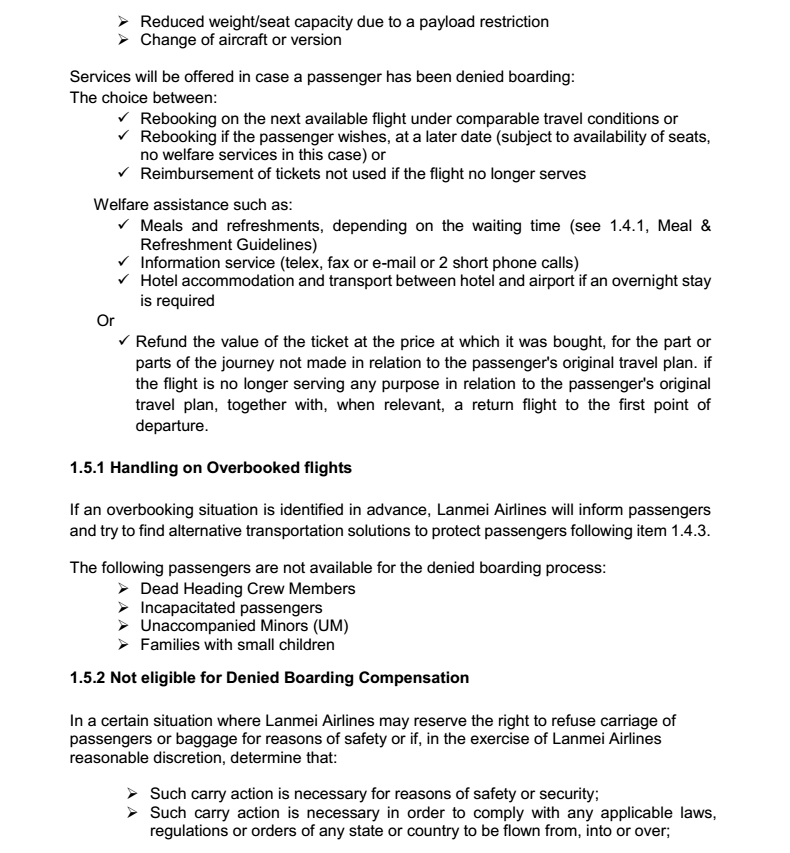 ➢ Reduced weight/seat capacity due to a payload restriction
➢ Change of aircraft or version
Services will be offered in case a passenger has been denied boarding:
The choice between:
✓ Rebooking on the next available flight under comparable travel conditions or
✓ Rebooking if the passenger wishes, at a later date (subject to availability of seats,
no welfare services in this case) or
✓ Reimbursement of tickets not used if the flight no longer serves
Welfare assistance such as:
✓ Meals and refreshments, depending on the waiting time (see 1.4.1, Meal &
Refreshment Guidelines)
✓ Information service (telex, fax or e-mail or 2 short phone calls)
✓ Hotel accommodation and transport between hotel and airport if an overnight stay
is required
Or
✓ Refund the value of the ticket at the price at which it was bought, for the part or
parts of the journey not made in relation to the passenger's original travel plan. if
the flight is no longer serving any purpose in relation to the passenger's original
travel plan, together with, when relevant, a return flight to the first point of
departure.
1.5.1 Handling on Overbooked flights
If an overbooking situation is identified in advance, Lanmei Airlines will inform passengers
and try to find alternative transportation solutions to protect passengers following item 1.4.3.
The following passengers are not available for the denied boarding process:
➢ Dead Heading Crew Members
➢ Incapacitated passengers
➢ Unaccompanied Minors (UM)
➢ Families with small children
1.5.2 Not eligible for Denied Boarding Compensation
In a certain situation where Lanmei Airlines may reserve the right to refuse carriage of
passengers or baggage for reasons of safety or if, in the exercise of Lanmei Airlines
reasonable discretion, determine that:
➢ Such carry action is necessary for reasons of safety or security;
➢ Such carry action is necessary in order to comply with any applicable laws,
regulations or orders of any state or country to be flown from, into or over;